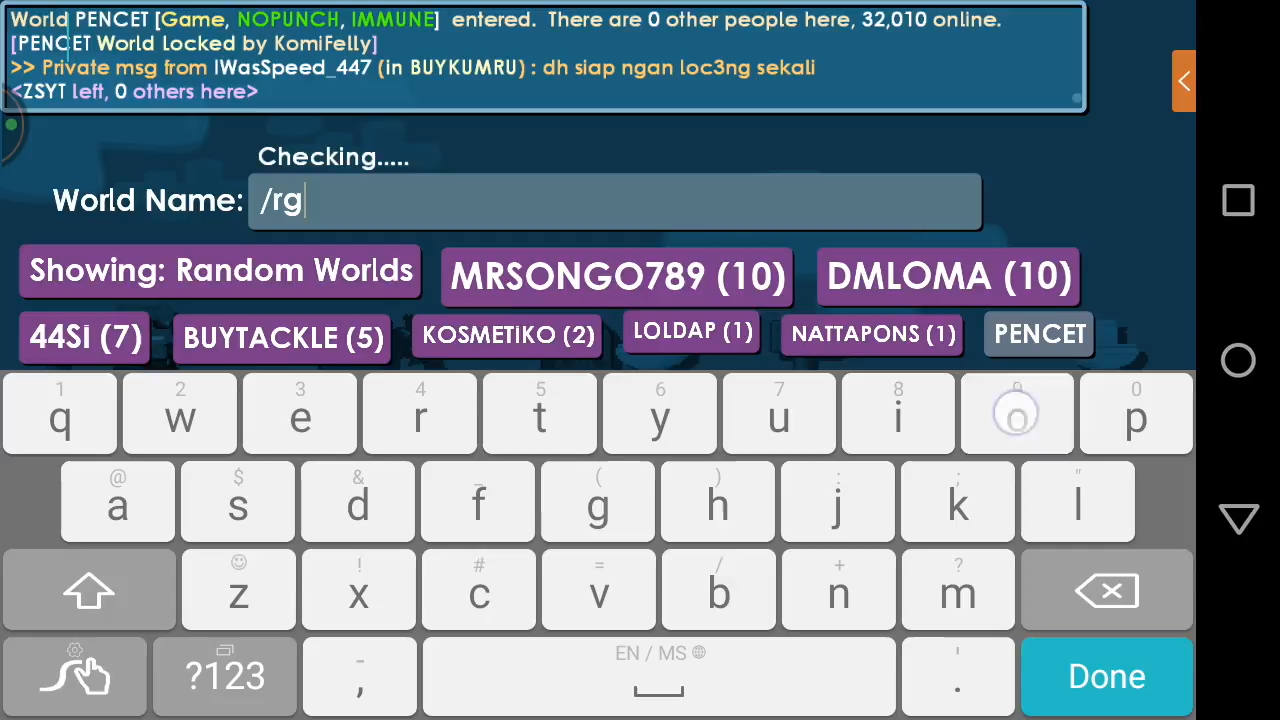 World PENCET [Game, NOPUNCH, IMMUNE]  entered.  There are 0 other people here, 32,010 online.
[PENCET World Locked by KomiFelly]
>> Private msg from IWasSpeed_447 (in BUYKUMRU) : dh siap ngan loc3ng sekali
<ZSYT left, 0 others here>
Checking.....
World Name: /rg
Showing: Random Worlds MRSONGO789 (10) DMLOMA (10)
44SI (7) BUYTACKLE (5) KOSMETIKO (2) LOLDAP (1) NATTAPONS (1) PENCET
1 2 3 4 5 6 7 8 9 0
q w e r t y u i o p
@ $ & _ ( ) : ; "
a s d f g h j k l
! # = / + ?
z x c v b n m
EN / MS
?123 , - . ' Done